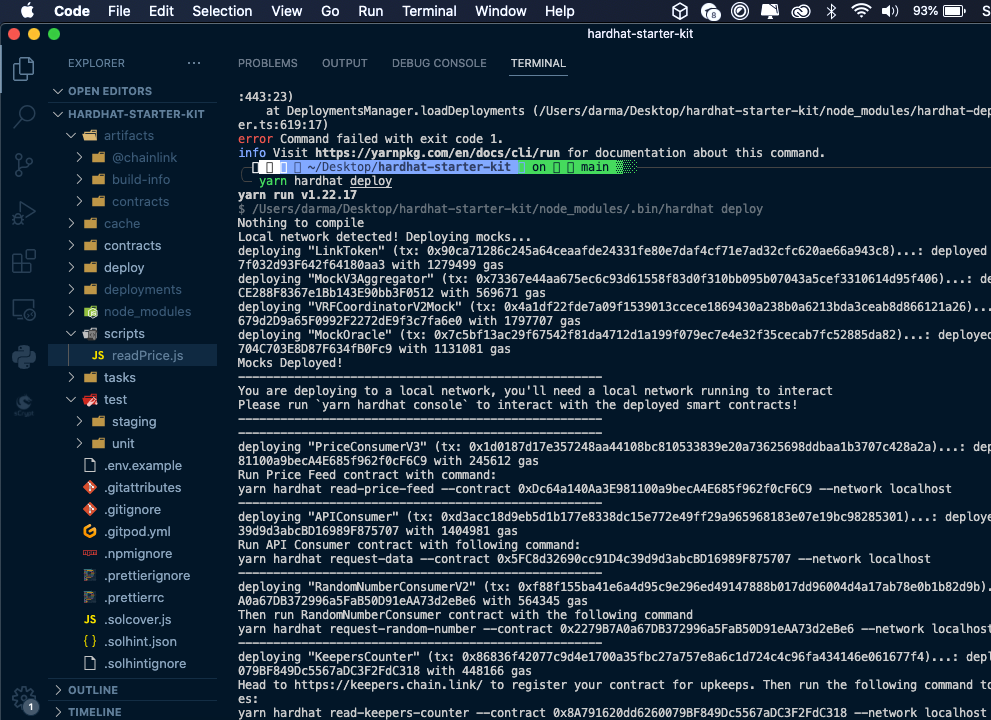 Code File Edit Selection View Go Run Terminal Window Help 8 93% S
hardhat-starter-kit
EXPLORER ...
OPEN EDITORS
HARDHAT-STARTER-KIT
artifacts
@chainlink
build-info
contracts
cache
contracts
deploy
deployments
node_modules
scripts
JS readPrice.js
tasks
test
staging
unit
.env.example
.gitattributes
.gitignore
.gitpod.yml
.npmignore
.prettierignore
.prettierrc
JS .solcover.js
{} .solhint.json
.solhintignore
OUTLINE
TIMELINE
1
PROBLEMS OUTPUT DEBUG CONSOLE TERMINAL
:443:23)
at DeploymentsManager.loadDeployments (/Users/darma/Desktop/hardhat-starter-kit/node_modules/hardhat-dep
er.ts:619:17)
error Command failed with exit code 1.
info Visit https://yarnpkg.com/en/docs/cli/run for documentation about this command.
~/Desktop/hardhat-starter-kit on main
yarn hardhat deploy
yarn run v1.22.17
$ /Users/darma/Desktop/hardhat-starter-kit/node_modules/.bin/hardhat deploy
Nothing to compile
Local network detected! Deploying mocks...
deploying "LinkToken" (tx: 0x90ca71286c245a64ceaafde24331fe80e7daf4cf71e7ad32cfc620ae66a943c8)...: deployed
7f032d93F642f64180aa3 with 1279499 gas
deploying "MockV3Aggregator" (tx: 0x73367e44aa675ec6c93d61558f83d0f310bb095b07043a5cef3310614d95f406)...: de
CE288F8367e1Bb143E90bb3F0512 with 569671 gas
deploying "VRFCoordinatorV2Mock" (tx: 0x4a1df22fde7a09f1539013ccece1869430a238b0a6213bda3ceab8d866121a26)...
679d2D9a65F0992F2272dE9f3c7fa6e0 with 1797707 gas
deploying "MockOracle" (tx: 0x7c5bf13ac29f67542f81da4712d1a199f079ec7e4e32f35cecab7fc52885da82)...: deployed
704C703E8D87F634fB0Fc9 with 1131081 gas
Mocks Deployed!
----------------------------------------------------
You are deploying to a local network, you'll need a local network running to interact
Please run `yarn hardhat console` to interact with the deployed smart contracts!
----------------------------------------------------
----------------------------------------------------
deploying "PriceConsumerV3" (tx: 0x1d0187d17e357248aa44108bc810533839e20a73625698ddbaa1b3707c428a2a)...: dep
81100a9becA4E685f962f0cF6C9 with 245612 gas
Run Price Feed contract with command:
yarn hardhat read-price-feed --contract 0xDc64a140Aa3E981100a9becA4E685f962f0cF6C9 --network localhost
----------------------------------------------------
deploying "APIConsumer" (tx: 0xd3acc18d9eb5d1b177e8338dc15e772e49ff29a965968183e07e19bc98285301)...: deploye
39d9d3abcBD16989F875707 with 1404981 gas
Run API Consumer contract with following command:
yarn hardhat request-data --contract 0x5FC8d32690cc91D4c39d9d3abcBD16989F875707 --network localhost
----------------------------------------------------
deploying "RandomNumberConsumerV2" (tx: 0xf88f155ba41e6a4d95c9e296ed49147888b017dd96004d4a17ab78e0b1b82d9b).
A0a67DB372996a5FaB50D91eAA73d2eBe6 with 564345 gas
Then run RandomNumberConsumer contract with the following command
yarn hardhat request-random-number --contract 0x2279B7A0a67DB372996a5FaB50D91eAA73d2eBe6 --network localhost
----------------------------------------------------
deploying "KeepersCounter" (tx: 0x86836f42077c9d4e1700a35fbc27a757e8a6c1d724c4c96fa434146e061677f4)...: depl
079BF849Dc5567aDC3F2FdC318 with 448166 gas
Head to https://keepers.chain.link/ to register your contract for upkeeps. Then run the following command to
es:
yarn hardhat read-keepers-counter --contract 0x8A791620dd6260079BF849Dc5567aDC3F2FdC318 --network localhost